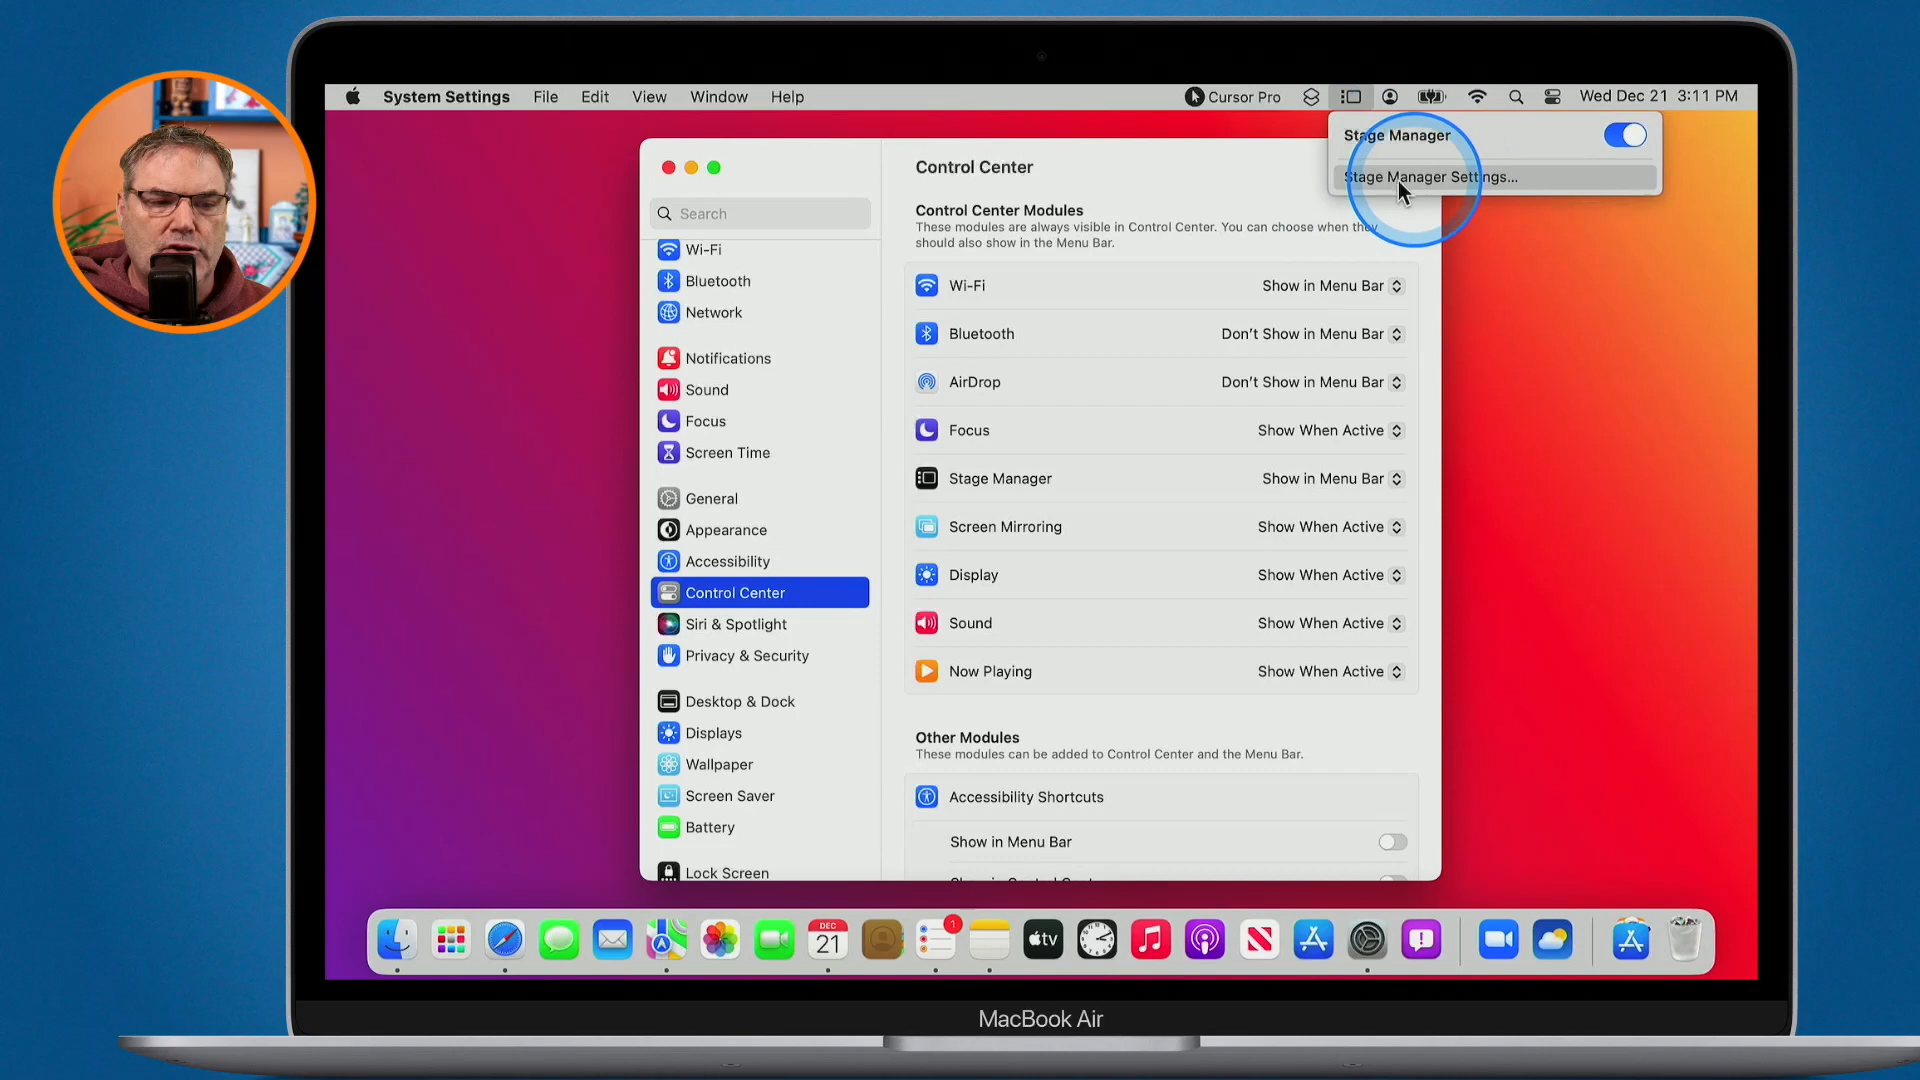 System Settings File Edit View Window Help
Cursor Pro
Wed Dec 21 3:11 PM
Stage Manager
Stage Manager Settings...
Search
Wi-Fi
Bluetooth
Network
Notifications
Sound
Focus
Screen Time
General
Appearance
Accessibility
Control Center
Siri & Spotlight
Privacy & Security
Desktop & Dock
Displays
Wallpaper
Screen Saver
Battery
Lock Screen
Control Center
Control Center Modules
These modules are always visible in Control Center. You can choose when they
should also show in the Menu Bar.
Wi-Fi Show in Menu Bar
Bluetooth Don't Show in Menu Bar
AirDrop Don't Show in Menu Bar
Focus Show When Active
Stage Manager Show in Menu Bar
Screen Mirroring Show When Active
Display Show When Active
Sound Show When Active
Now Playing Show When Active
Other Modules
These modules can be added to Control Center and the Menu Bar.
Accessibility Shortcuts
Show in Menu Bar
DEC
21
1
tv
MacBook Air